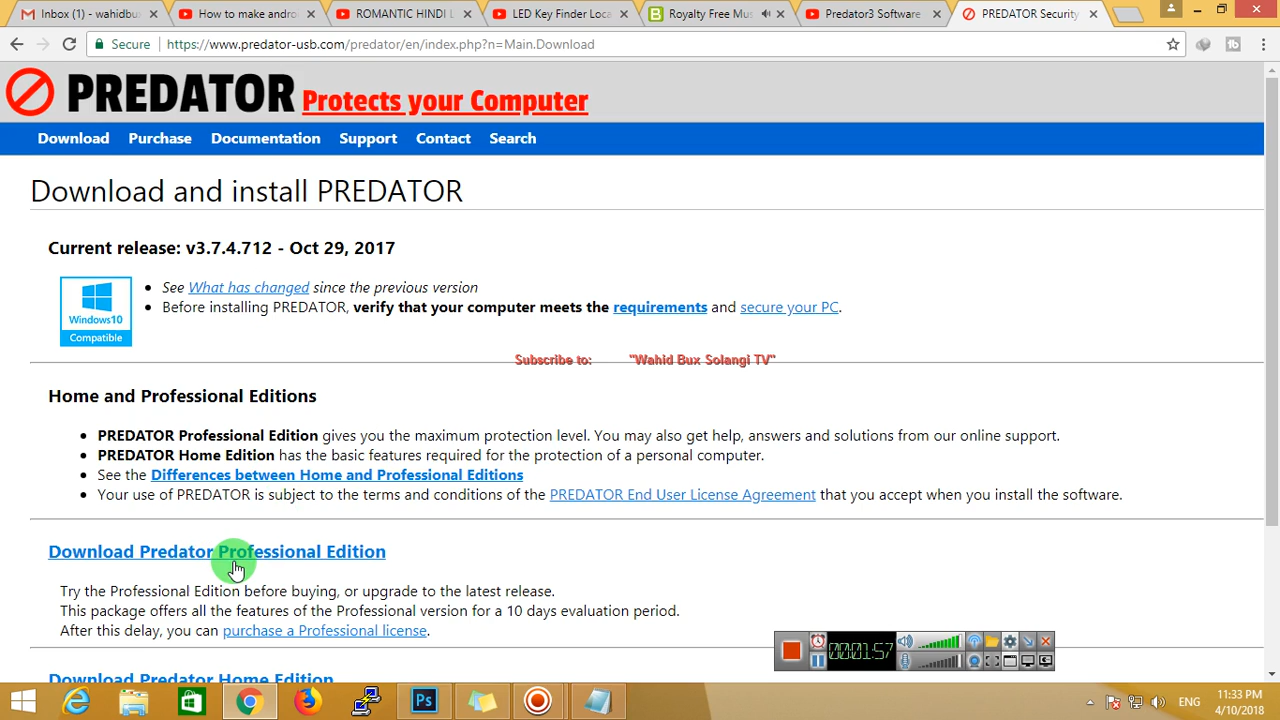 Inbox (1) - wahidbu
How to make andro
ROMANTIC HINDI L
LED Key Finder Loca
Royalty Free Mus
Predator3 Software
PREDATOR Security
Secure
https://www.predator-usb.com/predator/en/index.php?n=Main.Download
PREDATOR Protects your Computer
Download Purchase Documentation Support Contact Search
Download and install PREDATOR
Current release: v3.7.4.712 - Oct 29, 2017
Windows10
Compatible
See What has changed since the previous version
Before installing PREDATOR, verify that your computer meets the requirements and secure your PC.
Subscribe to: "Wahid Bux Solangi TV"
Home and Professional Editions
PREDATOR Professional Edition gives you the maximum protection level. You may also get help, answers and solutions from our online support.
PREDATOR Home Edition has the basic features required for the protection of a personal computer.
See the Differences between Home and Professional Editions
Your use of PREDATOR is subject to the terms and conditions of the PREDATOR End User License Agreement that you accept when you install the software.
Download Predator Professional Edition
Try the Professional Edition before buying, or upgrade to the latest release.
This package offers all the features of the Professional version for a 10 days evaluation period.
After this delay, you can purchase a Professional license.
00:01:57
Download Predator Home Edition
Ps
ENG
11:33 PM
4/10/2018